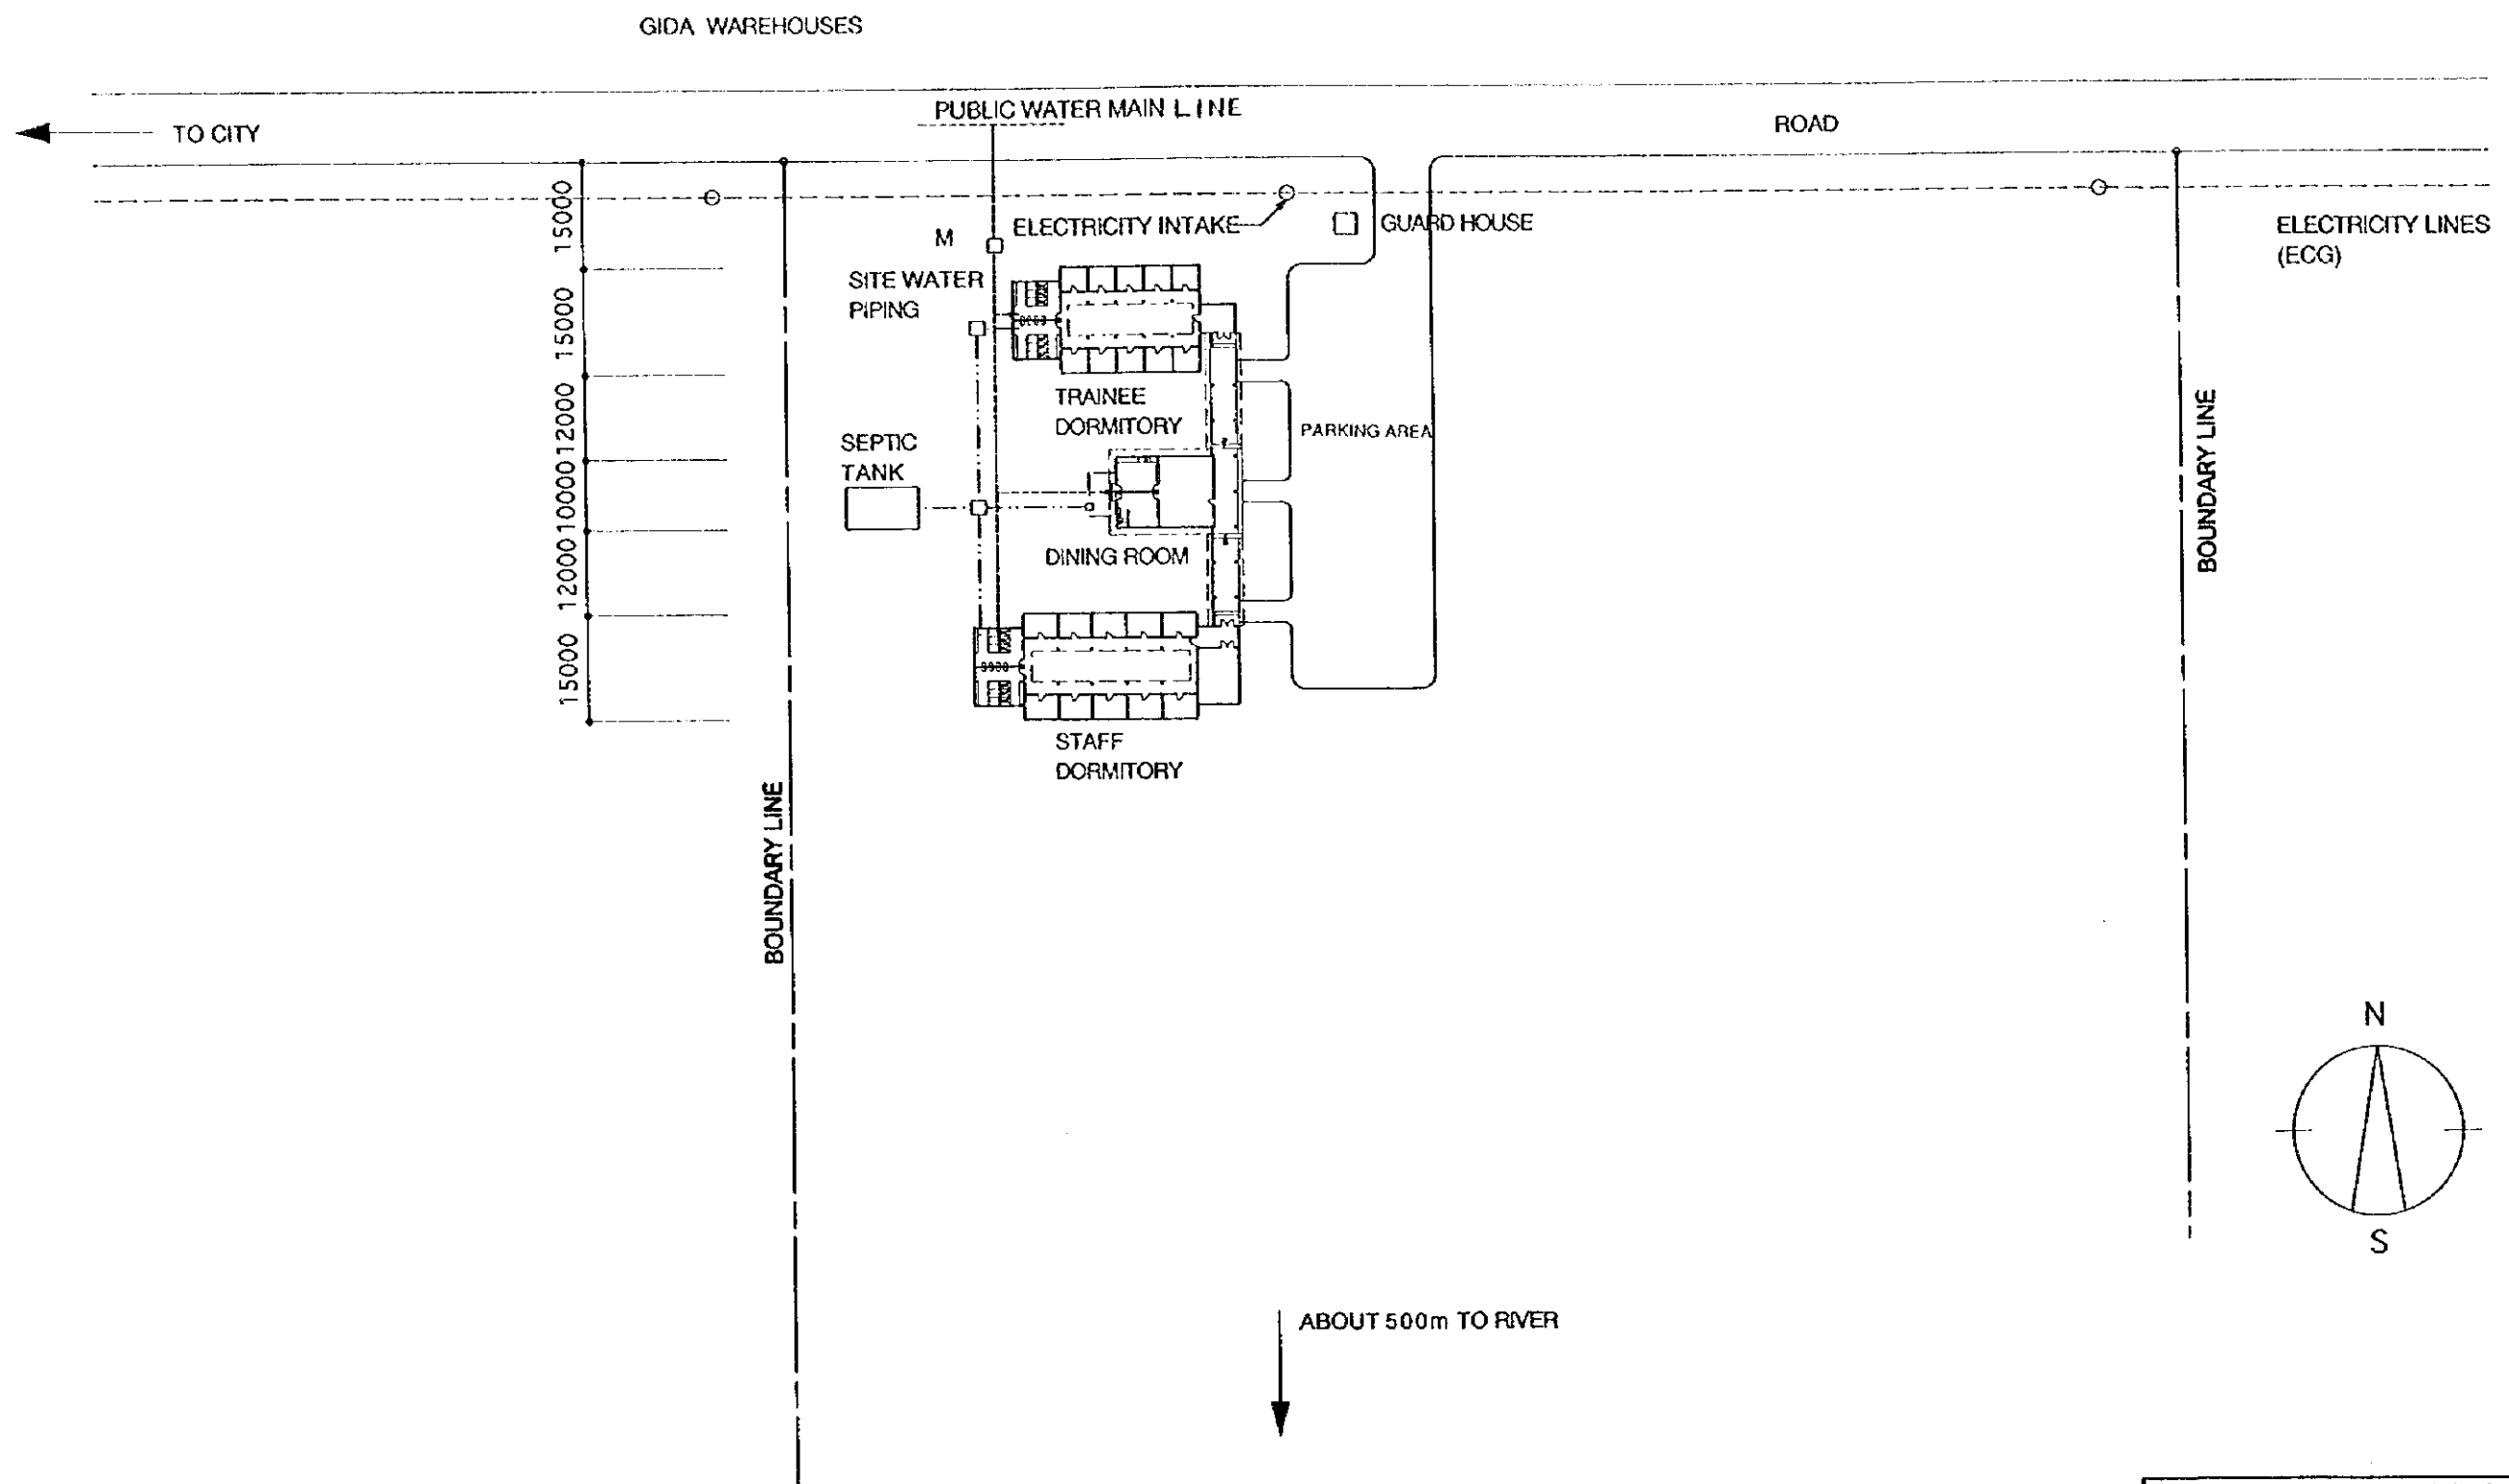 GIDA WAREHOUSES
PUBLIC WATER MAIN LINE
TO CITY
ROAD
15000
ELECTRICITY INTAKE
GUARD HOUSE
ELECTRICITY LINES
(ECG)
M
SITE WATER
PIPING
15000
TRAINEE
DORMITORY
12000
PARKING AREA
SEPTIC
TANK
10000
BOUNDARY LINE
DINING ROOM
12000
15000
STAFF
DORMITORY
BOUNDARY LINE
N
S
ABOUT 500m TO RIVER